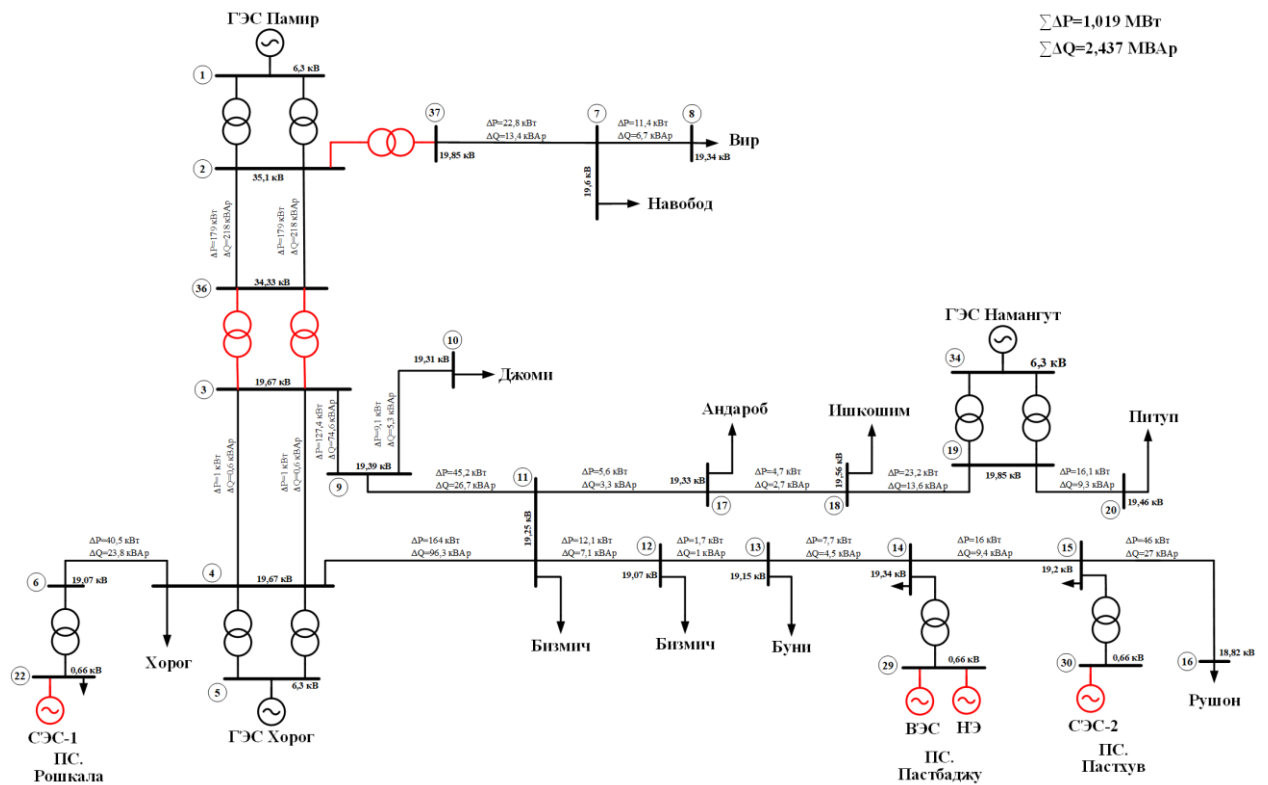 ГЭС Памир
∑ΔP=1,019 МВт
∑ΔQ=2,437 МВАр
1
6,3 кВ
37
ΔP=22,8 кВт
ΔQ=13,4 кВАр
7
ΔP=11,4 кВт
ΔQ=6,7 кВАр
8
Вир
19,85 кВ
19,34 кВ
2
35,1 кВ
19,6 кВ
Навобод
ΔP=179 кВт
ΔQ=218 кВАр
ΔP=179 кВт
ΔQ=218 кВАр
36
34,33 кВ
ГЭС Намангут
10
34
6,3 кВ
19,31 кВ
Джоми
3
19,67 кВ
Андароб
Ишкошим
Питуп
ΔP=127,4 кВт
ΔQ=74,6 кВАр
ΔP=9,1 кВт
ΔQ=5,3 кВАр
ΔP=1 кВт
ΔQ=0,6 кВАр
ΔP=1 кВт
ΔQ=0,6 кВАр
19
19,39 кВ
9
ΔP=45,2 кВт
ΔQ=26,7 кВАр
11
ΔP=5,6 кВт
ΔQ=3,3 кВАр
19,33 кВ
17
ΔP=4,7 кВт
ΔQ=2,7 кВАр
19,56 кВ
18
ΔP=23,2 кВт
ΔQ=13,6 кВАр
19,85 кВ
ΔP=16,1 кВт
ΔQ=9,3 кВАр
19,46 кВ
20
19,25 кВ
ΔP=40,5 кВт
ΔQ=23,8 кВАр
ΔP=164 кВт
ΔQ=96,3 кВАр
ΔP=12,1 кВт
ΔQ=7,1 кВАр
12
ΔP=1,7 кВт
ΔQ=1 кВАр
13
ΔP=7,7 кВт
ΔQ=4,5 кВАр
14
ΔP=16 кВт
ΔQ=9,4 кВАр
15
ΔP=46 кВт
ΔQ=27 кВАр
6
19,07 кВ
4
19,67 кВ
19,07 кВ
19,15 кВ
19,34 кВ
19,2 кВ
Хорог
Бизмич
Бизмич
Буни
22
0,66 кВ
5
6,3 кВ
29
0,66 кВ
30
0,66 кВ
16
18,82 кВ
Рушон
СЭС-1
ГЭС Хорог
ВЭС
НЭ
СЭС-2
ПС.
Рошкала
ПС.
Пастбаджу
ПС.
Пастхув